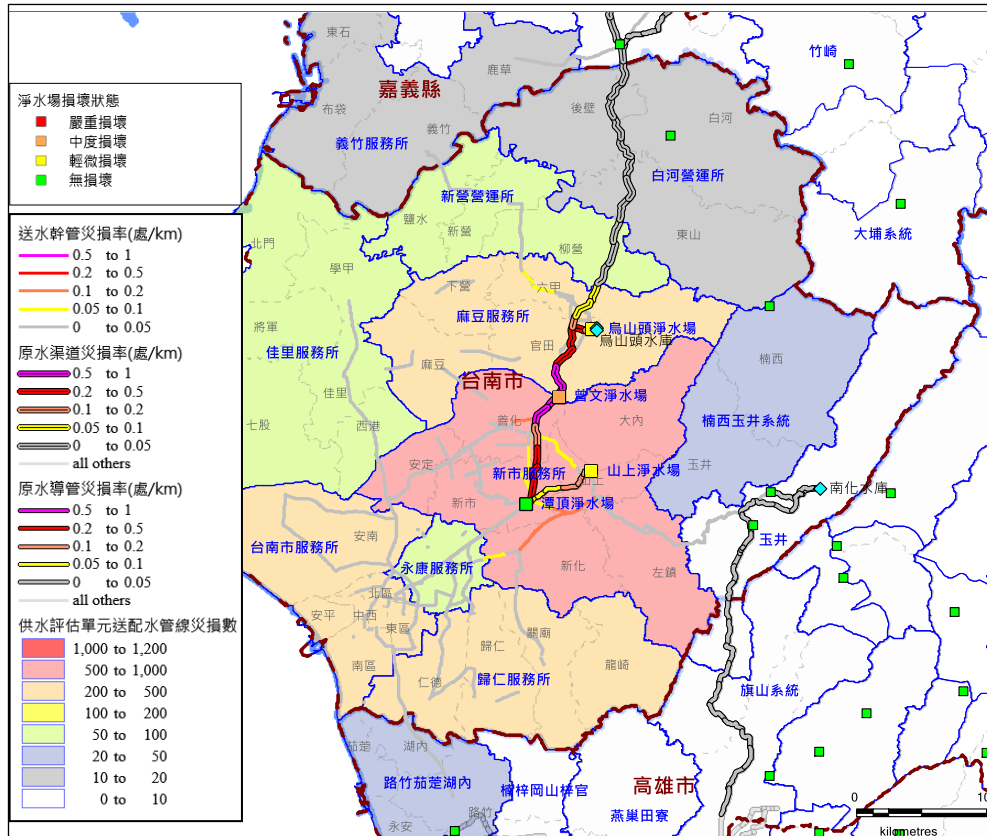 淨水場損壞狀態
嚴重損壞
中度損壞
輕微損壞
無損壞
送水幹管災損率(處/km)
0.5 to 1
0.2 to 0.5
0.1 to 0.2
0.05 to 0.1
0 to 0.05
原水渠道災損率(處/km)
0.5 to 1
0.2 to 0.5
0.1 to 0.2
0.05 to 0.1
0 to 0.05
all others
原水導管災損率(處/km)
0.5 to 1
0.2 to 0.5
0.1 to 0.2
0.05 to 0.1
0 to 0.05
all others
供水評估單元送配水管線災損數
1,000 to 1,200
500 to 1,000
200 to 500
100 to 200
50 to 100
20 to 50
10 to 20
0 to 10
東石
鹿草
竹崎
嘉義縣
布袋
後壁
白河
義竹
義竹服務所
白河營運所
新營營運所
大埔系統
鹽水
新營
北門
柳營
東山
學甲
下營
六甲
麻豆服務所
烏山頭淨水場
烏山頭水庫
將軍
佳里服務所
官田
麻豆
楠西
台南市
佳里
曾文淨水場
七股
西港
善化
大內
楠西玉井系統
安定
新市服務所
山上淨水場
玉井
山上
新市
潭頂淨水場
南化水庫
台南市服務所
安南
玉井
永康服務所
新化
左鎮
北區
安平
中西
東區
歸仁
關廟
南區
仁德
歸仁服務所
龍崎
旗山系統
茄萣
湖內
路竹茄萣湖內
楠梓岡山梓官
高雄市
燕巢田寮
永安
路竹
0
10
kilometres